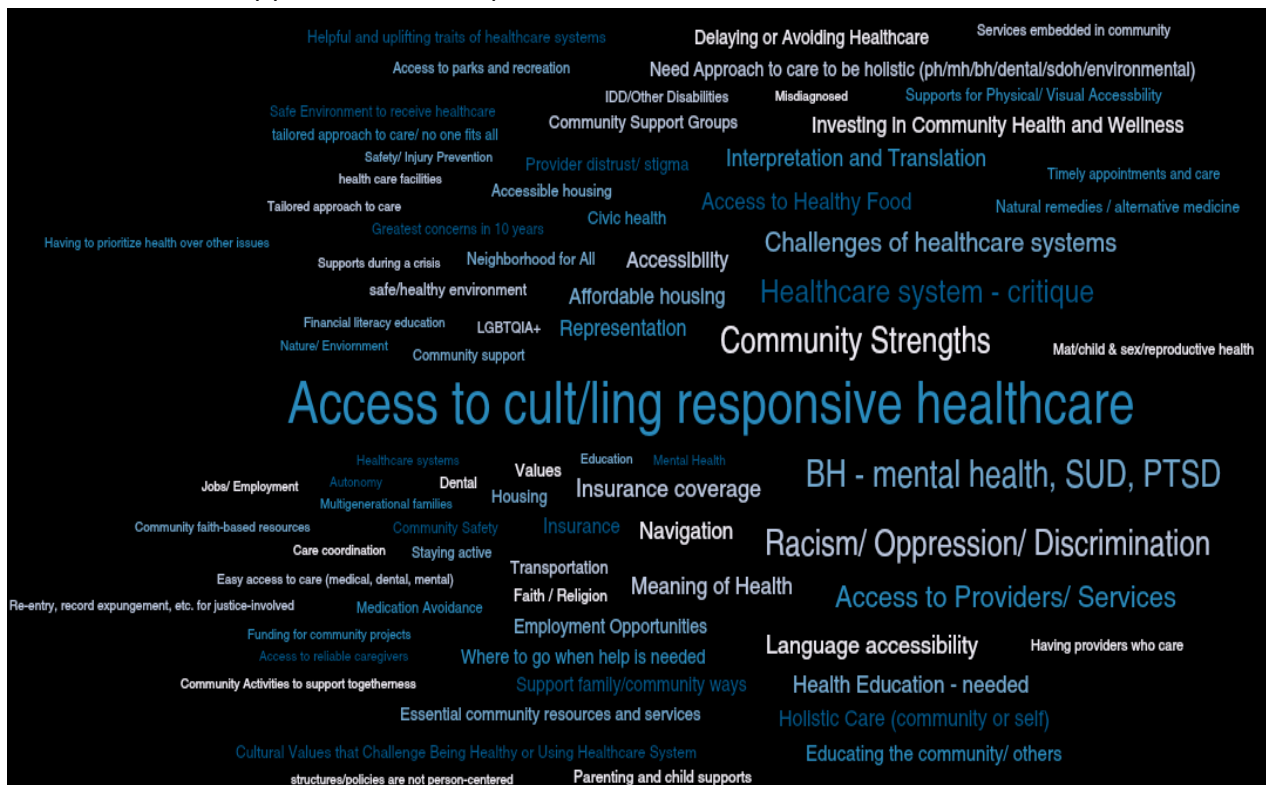 Helpful and uplifting traits of healthcare systems
Delaying or Avoiding Healthcare
Services embedded in community
Access to parks and recreation
Need Approach to care to be holistic (ph/mh/bh/dental/sdoh/environmental)
IDD/Other Disabilities
Misdiagnosed
Supports for Physical/ Visual Accessbility
Safe Environment to receive healthcare
Community Support Groups
Investing in Community Health and Wellness
tailored approach to care/ no one fits all
Safety/ Injury Prevention
Provider distrust/ stigma
Interpretation and Translation
Timely appointments and care
health care facilities
Accessible housing
Access to Healthy Food
Tailored approach to care
Civic health
Natural remedies / alternative medicine
Greatest concerns in 10 years
Having to prioritize health over other issues
Challenges of healthcare systems
Supports during a crisis
Neighborhood for All
Accessibility
safe/healthy environment
Affordable housing
Healthcare system - critique
Financial literacy education
LGBTQIA+
Representation
Community Strengths
Nature/ Enviornment
Community support
Mat/child & sex/reproductive health
Access to cult/ling responsive healthcare
Healthcare systems
Values
Education
Mental Health
BH - mental health, SUD, PTSD
Jobs/ Employment
Autonomy
Dental
Housing
Insurance coverage
Multigenerational families
Community faith-based resources
Community Safety
Insurance
Navigation
Racism/ Oppression/ Discrimination
Care coordination
Staying active
Transportation
Easy access to care (medical, dental, mental)
Faith / Religion
Meaning of Health
Access to Providers/ Services
Re-entry, record expungement, etc. for justice-involved
Medication Avoidance
Employment Opportunities
Funding for community projects
Language accessibility
Having providers who care
Access to reliable caregivers
Where to go when help is needed
Community Activities to support togetherness
Support family/community ways
Health Education - needed
Essential community resources and services
Holistic Care (community or self)
Cultural Values that Challenge Being Healthy or Using Healthcare System
Educating the community/ others
structures/policies are not person-centered
Parenting and child supports